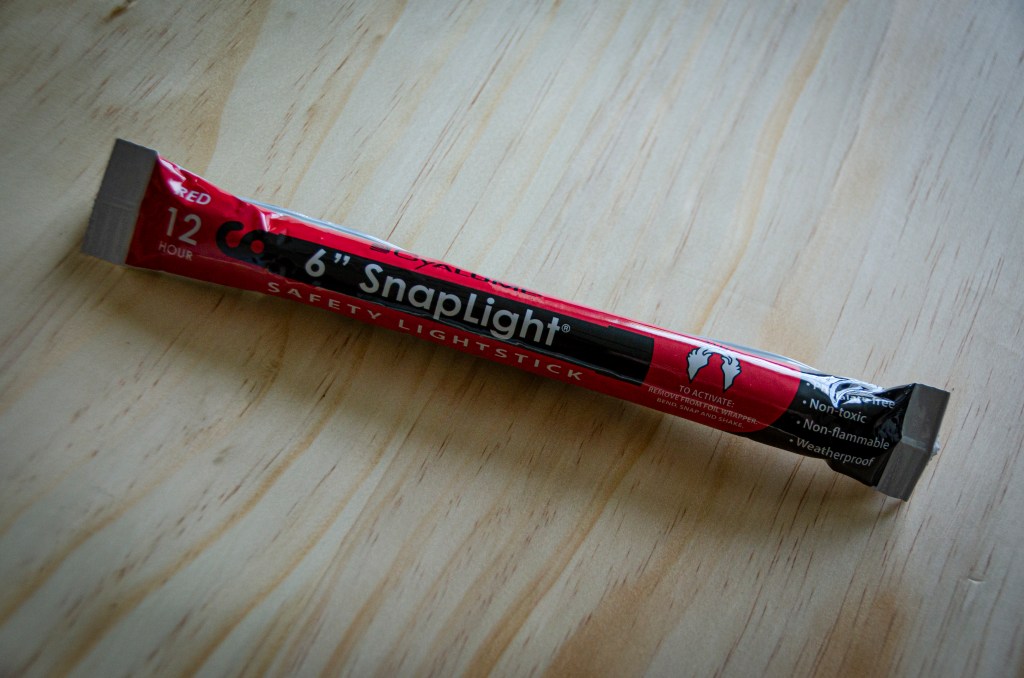 RED
12
HOUR
6” SnapLight®
SAFETY LIGHTSTICK
TO ACTIVATE:
REMOVE FROM FOIL WRAPPER.
BEND, SNAP AND SHAKE.
free
• Non-toxic
• Non-flammable
• Weatherproof